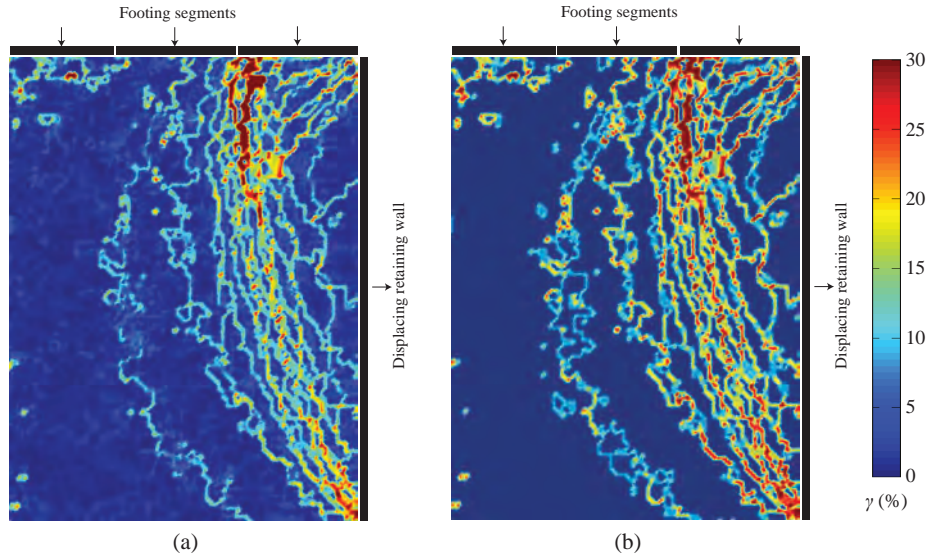 Footing segments
Footing segments
Displacing retaining wall
Displacing retaining wall
30
25
20
15
10
5
0
γ (%)
(a)
(b)